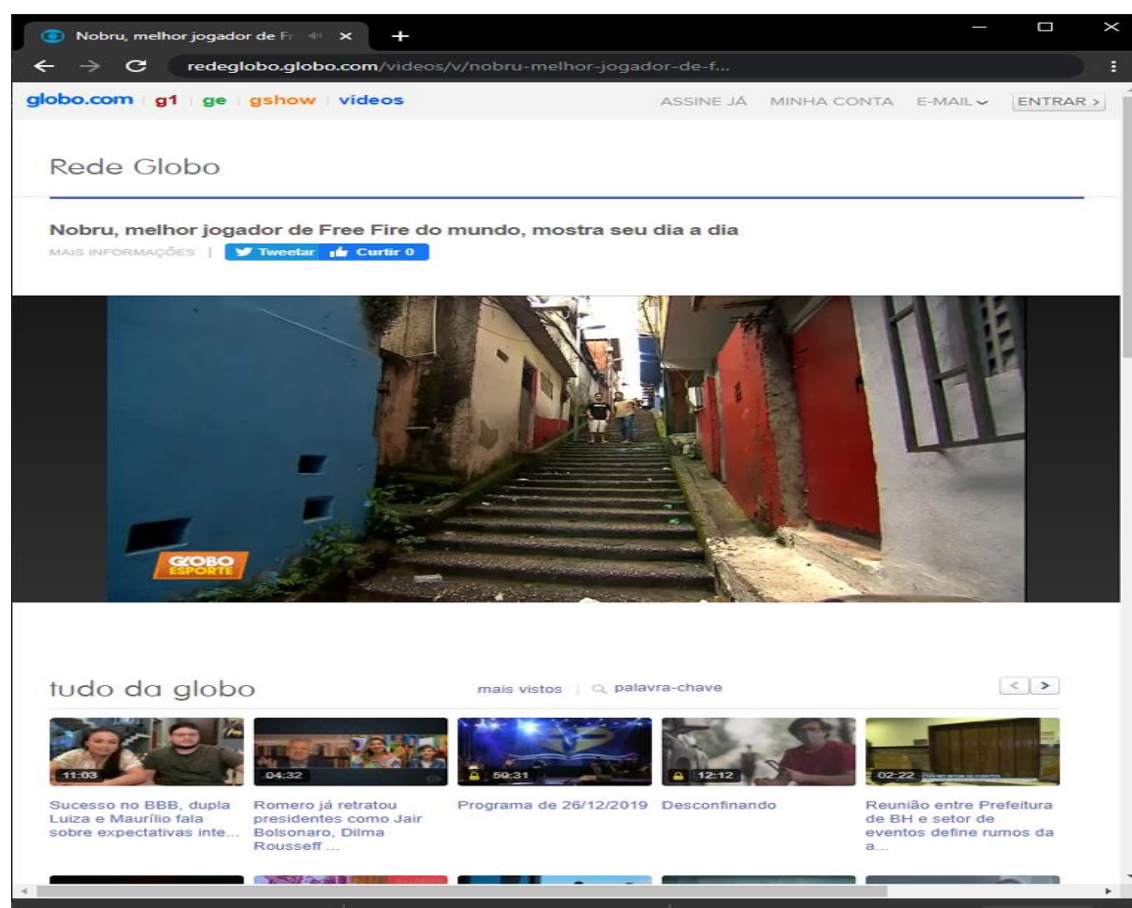 Nobru, melhor jogador de Fr
redeglobo.globo.com/videos/v/nobru-melhor-jogador-de-f...
globo.com g1 ge gshow vídeos ASSINE JÁ MINHA CONTA E-MAIL ENTRAR >
Rede Globo
Nobru, melhor jogador de Free Fire do mundo, mostra seu dia a dia
MAIS INFORMAÇÕES | Tweetar Curtir 0
GLOBO
ESPORTE
tudo da globo mais vistos palavra-chave < >
11:03
04:32
59:31
12:12
02:22
Sucesso no BBB, dupla
Luiza e Maurílio fala
sobre expectativas inte...
Romero já retratou
presidentes como Jair
Bolsonaro, Dilma
Rousseff ...
Programa de 26/12/2019
Desconfinando
Reunião entre Prefeitura
de BH e setor de
eventos define rumos da
a...